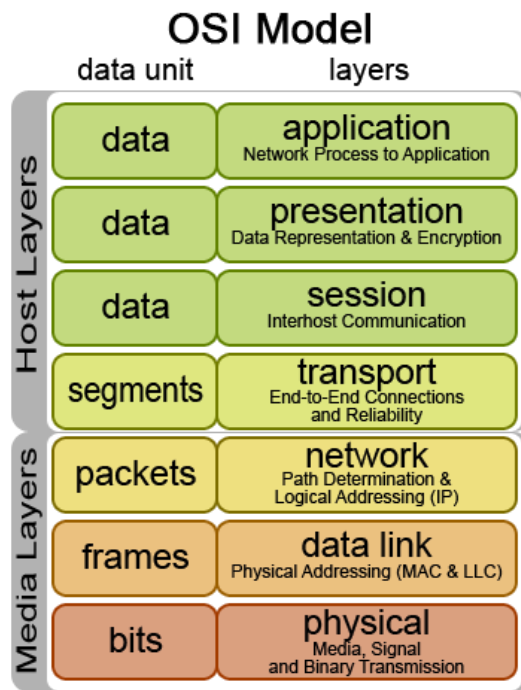 OSI Model
data unit layers
Host Layers
data application
Network Process to Application
data presentation
Data Representation & Encryption
data session
Interhost Communication
segments transport
End-to-End Connections
and Reliability
Media Layers
packets network
Path Determination &
Logical Addressing (IP)
frames data link
Physical Addressing (MAC & LLC)
bits physical
Media, Signal
and Binary Transmission